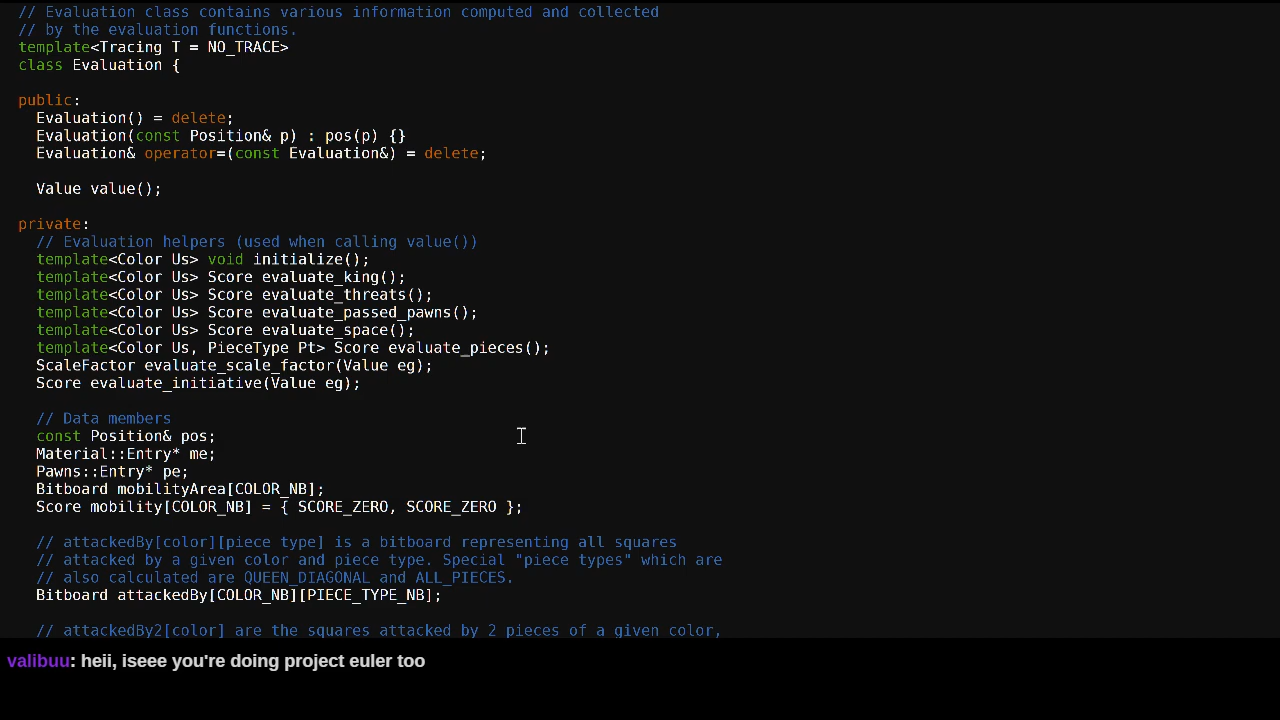 // Evaluation class contains various information computed and collected
// by the evaluation functions.
template<Tracing T = NO_TRACE>
class Evaluation {
public:
Evaluation() = delete;
Evaluation(const Position& p) : pos(p) {}
Evaluation& operator=(const Evaluation&) = delete;
Value value();
private:
// Evaluation helpers (used when calling value())
template<Color Us> void initialize();
template<Color Us> Score evaluate_king();
template<Color Us> Score evaluate_threats();
template<Color Us> Score evaluate_passed_pawns();
template<Color Us> Score evaluate_space();
template<Color Us, PieceType Pt> Score evaluate_pieces();
ScaleFactor evaluate_scale_factor(Value eg);
Score evaluate_initiative(Value eg);
// Data members
const Position& pos;
Material::Entry* me;
Pawns::Entry* pe;
Bitboard mobilityArea[COLOR_NB];
Score mobility[COLOR_NB] = { SCORE_ZERO, SCORE_ZERO };
// attackedBy[color][piece type] is a bitboard representing all squares
// attacked by a given color and piece type. Special "piece types" which are
// also calculated are QUEEN_DIAGONAL and ALL_PIECES.
Bitboard attackedBy[COLOR_NB][PIECE_TYPE_NB];
// attackedBy2[color] are the squares attacked by 2 pieces of a given color,
valibuu: heii, iseee you're doing project euler too